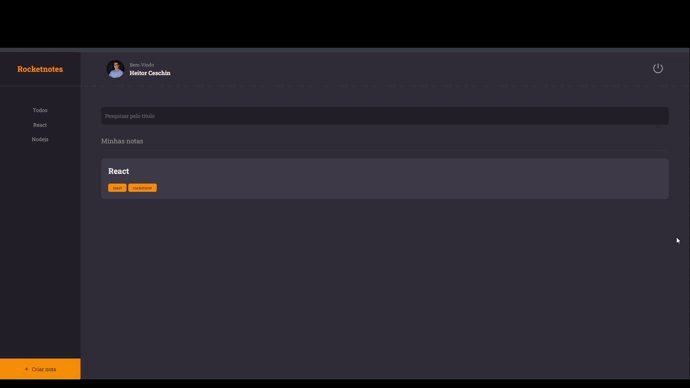 Rocketnotes
Bem-Vindo
Heitor Ceschin
Todos
React
Nodejs
Pesquisar pelo título
Minhas notas
React
react
rocketseat
+ Criar nota